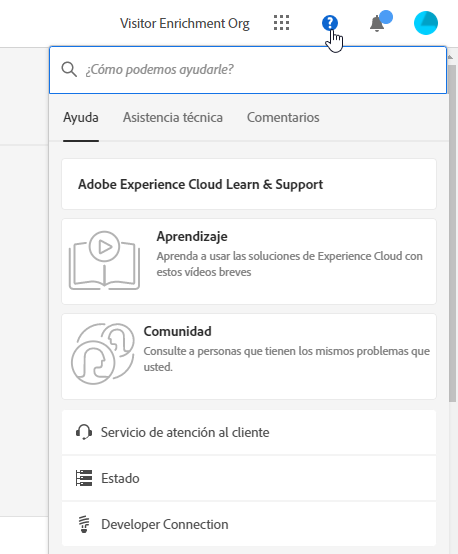 Visitor Enrichment Org
?
¿Cómo podemos ayudarle?
Ayuda Asistencia técnica Comentarios
Adobe Experience Cloud Learn & Support
Aprendizaje
Aprenda a usar las soluciones de Experience Cloud con
estos vídeos breves
Comunidad
Consulte a personas que tienen los mismos problemas que
usted.
Servicio de atención al cliente
Estado
Developer Connection